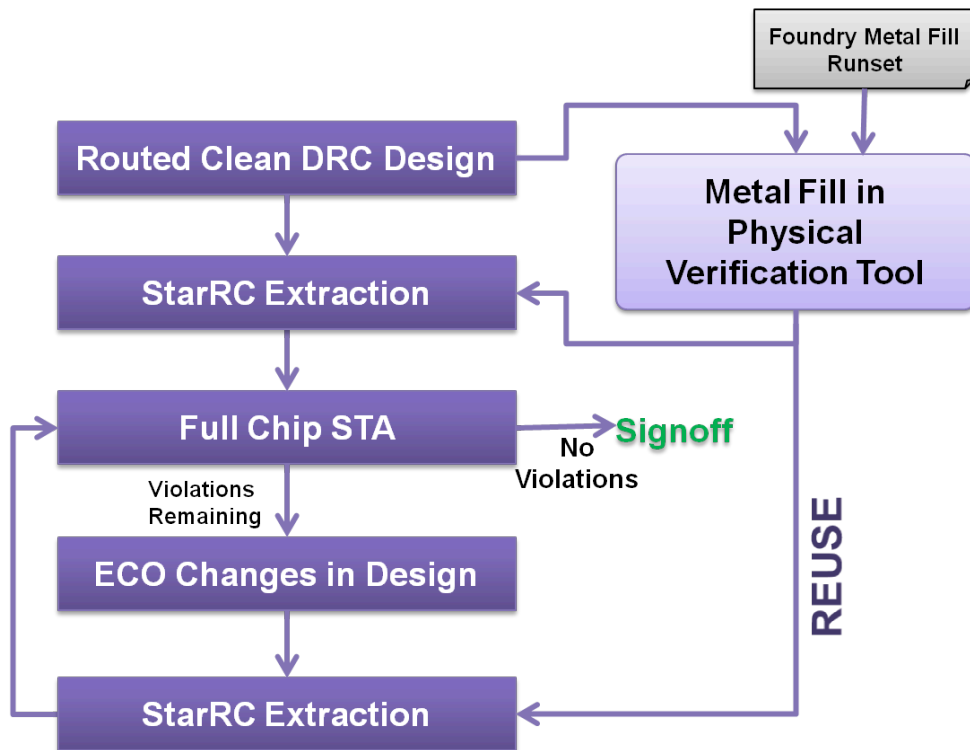 Foundry Metal Fill
Runset
Routed Clean DRC Design
Metal Fill in
Physical
Verification Tool
StarRC Extraction
Full Chip STA
Signoff
No
Violations
Violations
Remaining
ECO Changes in Design
REUSE
StarRC Extraction